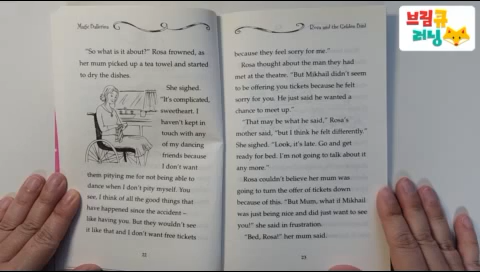 Magic Ballerina
"So what is it about?" Rosa frowned, as
her mum picked up a tea towel and started
to dry the dishes.
She sighed.
"It's complicated,
sweetheart. I
haven't kept in
touch with any
of my dancing
friends because
I don't want
them pitying me for not being able to
dance when I don't pity myself. You
see, I think of all the good things that
have happened since the accident –
like having you. But they wouldn't see
it like that and I don't want free tickets
Rosa and the Golden Bird
because they feel sorry for me."
Rosa thought about the man they had
met at the theatre. "But Mikhail didn't seem
to be offering you tickets because he felt
sorry for you. He just said he wanted a
chance to meet up."
"That may be what he said," Rosa's
mother said, "but I think he felt differently."
She sighed. "Look, it's late. Go and get
ready for bed. I'm not going to talk about it
any more."
Rosa couldn't believe her mum was
going to turn the offer of tickets down
because of this. "But Mum, what if Mikhail
was just being nice and did just want to see
you!" she said in frustration.
"Bed, Rosa!" her mum said.
브림큐
러닝